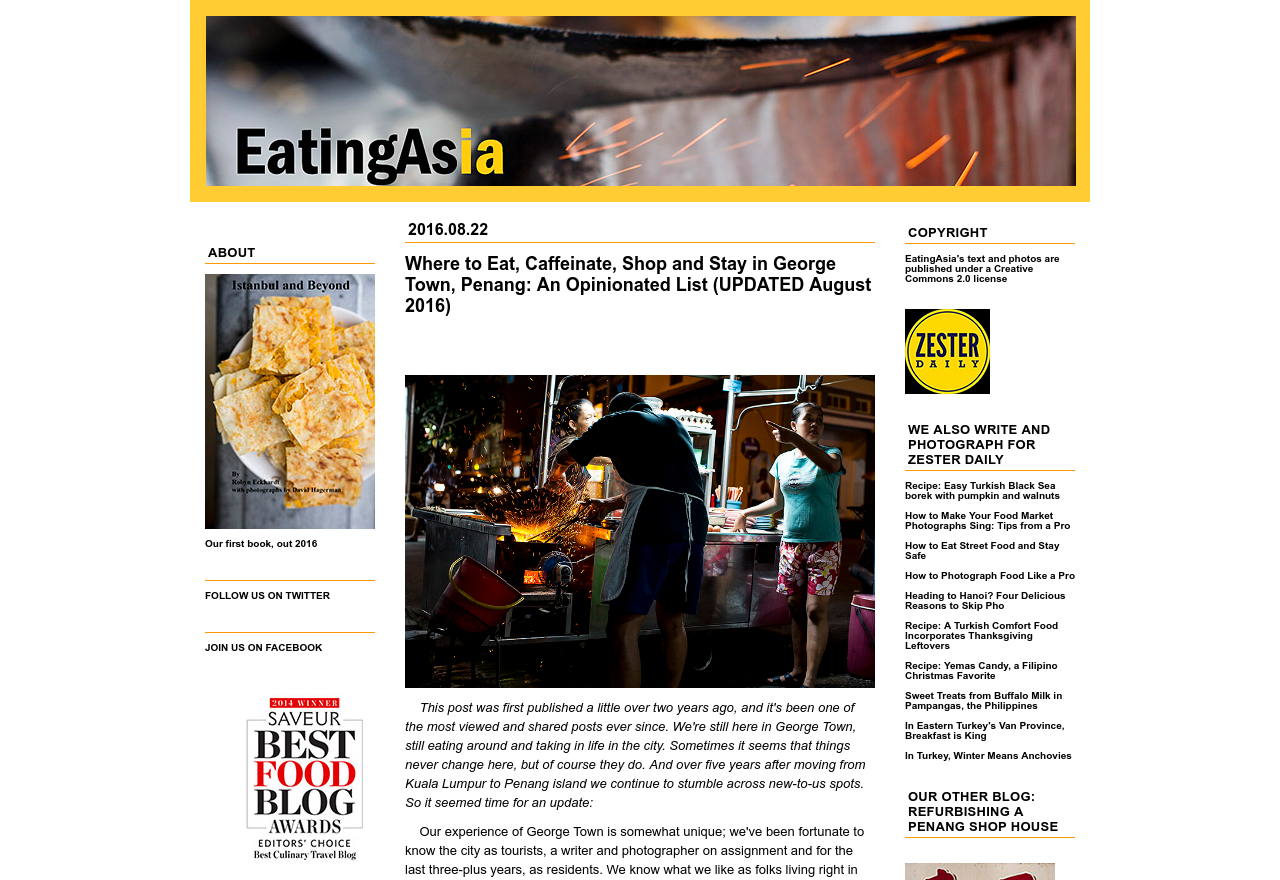 EatingAsia
ABOUT
Istanbul and Beyond
By
Robyn Eckhardt
with photographs by David Hagerman
Our first book, out 2016
FOLLOW US ON TWITTER
JOIN US ON FACEBOOK
2014 WINNER
SAVEUR
BEST
FOOD
BLOG
AWARDS
EDITORS' CHOICE
Best Culinary Travel Blog
2016.08.22
Where to Eat, Caffeinate, Shop and Stay in George
Town, Penang: An Opinionated List (UPDATED August
2016)
This post was first published a little over two years ago, and it's been one of
the most viewed and shared posts ever since. We're still here in George Town,
still eating around and taking in life in the city. Sometimes it seems that things
never change here, but of course they do. And over five years after moving from
Kuala Lumpur to Penang island we continue to stumble across new-to-us spots.
So it seemed time for an update:
Our experience of George Town is somewhat unique; we've been fortunate to
know the city as tourists, a writer and photographer on assignment and for the
last three-plus years, as residents. We know what we like as folks living right in
COPYRIGHT
EatingAsia's text and photos are
published under a Creative
Commons 2.0 license
ZESTER
DAILY
WE ALSO WRITE AND
PHOTOGRAPH FOR
ZESTER DAILY
Recipe: Easy Turkish Black Sea
borek with pumpkin and walnuts
How to Make Your Food Market
Photographs Sing: Tips from a Pro
How to Eat Street Food and Stay
Safe
How to Photograph Food Like a Pro
Heading to Hanoi? Four Delicious
Reasons to Skip Pho
Recipe: A Turkish Comfort Food
Incorporates Thanksgiving
Leftovers
Recipe: Yemas Candy, a Filipino
Christmas Favorite
Sweet Treats from Buffalo Milk in
Pampangas, the Philippines
In Eastern Turkey's Van Province,
Breakfast is King
In Turkey, Winter Means Anchovies
OUR OTHER BLOG:
REFURBISHING A
PENANG SHOP HOUSE